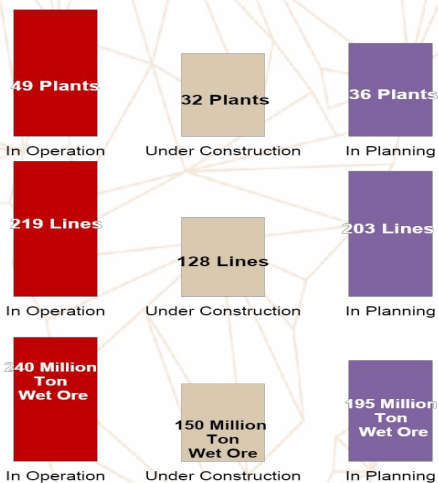 49 Plants
32 Plants
36 Plants
In Operation
Under Construction
In Planning
219 Lines
128 Lines
203 Lines
In Operation
Under Construction
In Planning
240 Million
Ton
Wet Ore
150 Million
Ton
Wet Ore
195 Million
Ton
Wet Ore
In Operation
Under Construction
In Planning